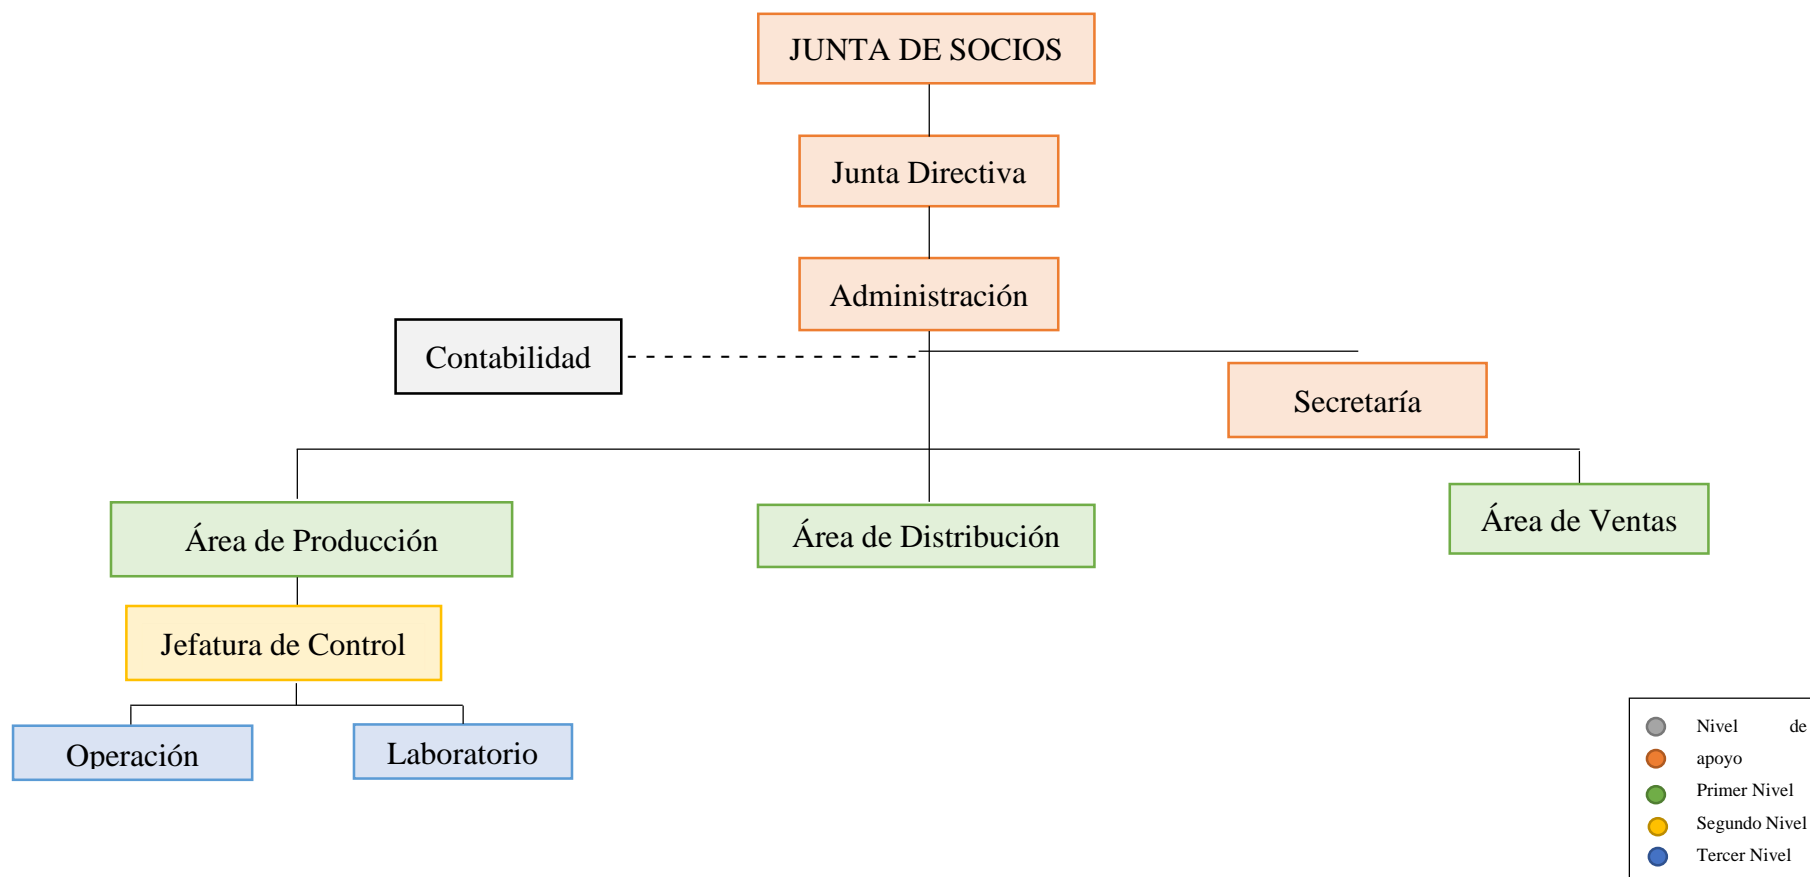 JUNTA DE SOCIOS
Junta Directiva
Administración
Contabilidad
Secretaría
Área de Producción
Área de Distribución
Área de Ventas
Jefatura de Control
Operación
Laboratorio
Nivel de
apoyo
Primer Nivel
Segundo Nivel
Tercer Nivel